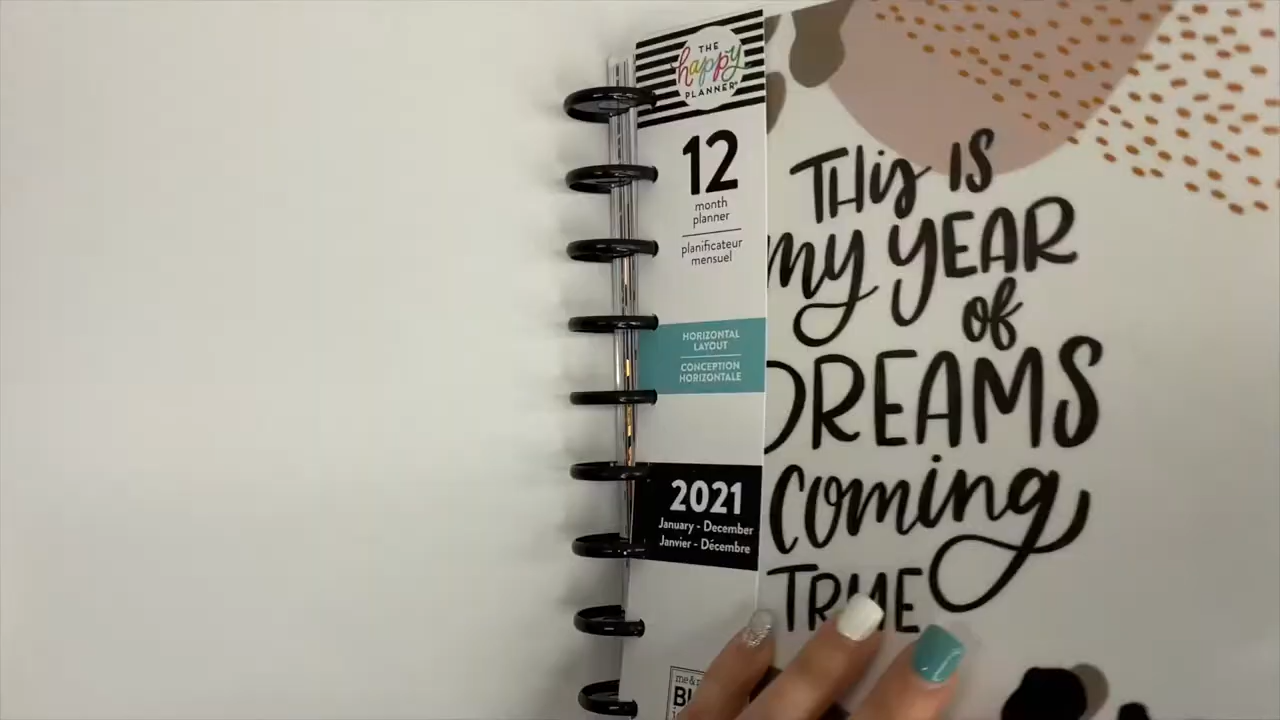 THE
happy
PLANNER
12
month
planner
planificateur
mensuel
HORIZONTAL
LAYOUT
CONCEPTION
HORIZONTALE
2021
January - December
Janvier - Décembre
me &
THis IS
my YEAR
of
DREAMS
coming
TRUE